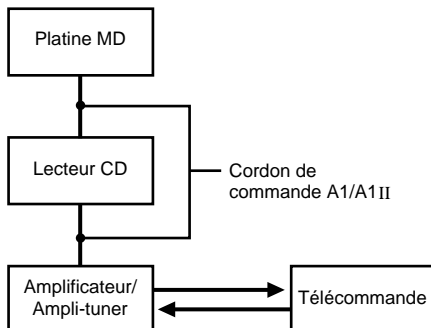 Platine MD
Lecteur CD
Cordon de
commande A1/A1II
Amplificateur/
Ampli-tuner
Télécommande